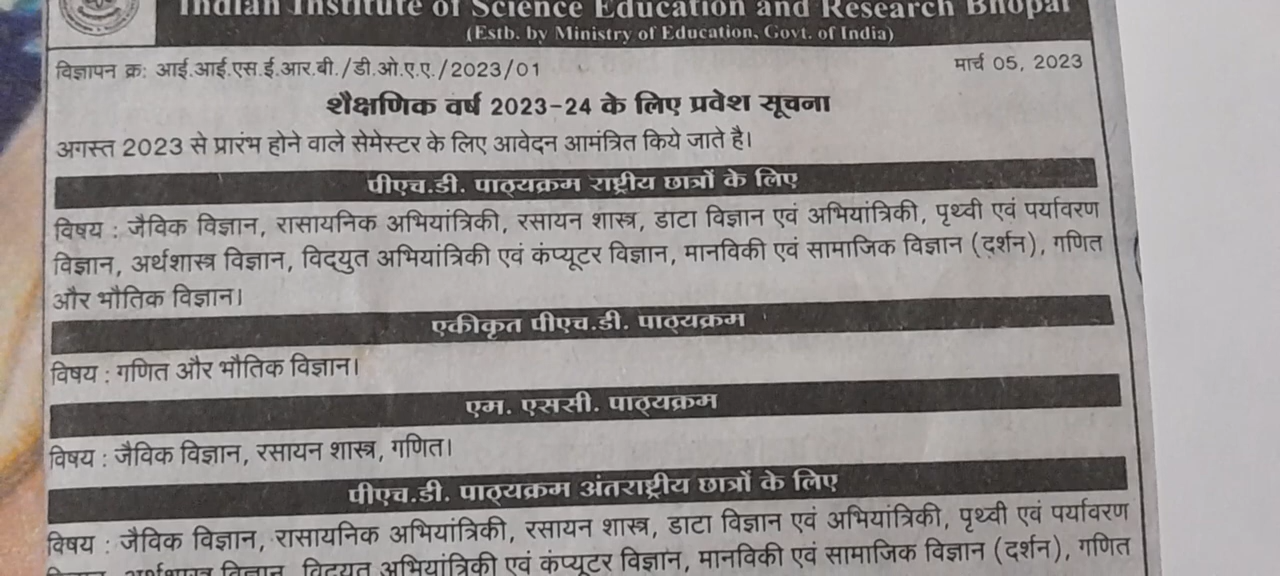 Indian Institute of Science Education and Research Bhopal
(Estb. by Ministry of Education, Govt. of India)
विज्ञापन क्र: आई.आई.एस.ई.आर.बी./डी.ओ.ए.ए./2023/01 मार्च 05, 2023
शैक्षणिक वर्ष 2023-24 के लिए प्रवेश सूचना
अगस्त 2023 से प्रारंभ होने वाले सेमेस्टर के लिए आवेदन आमंत्रित किये जाते है।
पीएच.डी. पाठ्यक्रम राष्ट्रीय छात्रों के लिए
विषय : जैविक विज्ञान, रासायनिक अभियांत्रिकी, रसायन शास्त्र, डाटा विज्ञान एवं अभियांत्रिकी, पृथ्वी एवं पर्यावरण
विज्ञान, अर्थशास्त्र विज्ञान, विद्युत अभियांत्रिकी एवं कंप्यूटर विज्ञान, मानविकी एवं सामाजिक विज्ञान (दर्शन), गणित
और भौतिक विज्ञान।
एकीकृत पीएच.डी. पाठ्यक्रम
विषय : गणित और भौतिक विज्ञान।
एम. एससी. पाठ्यक्रम
विषय : जैविक विज्ञान, रसायन शास्त्र, गणित।
पीएच.डी. पाठ्यक्रम अंतराष्ट्रीय छात्रों के लिए
विषय : जैविक विज्ञान, रासायनिक अभियांत्रिकी, रसायन शास्त्र, डाटा विज्ञान एवं अभियांत्रिकी, पृथ्वी एवं पर्यावरण
विज्ञान, अर्थशास्त्र विज्ञान, विद्युत अभियांत्रिकी एवं कंप्यूटर विज्ञान, मानविकी एवं सामाजिक विज्ञान (दर्शन), गणित